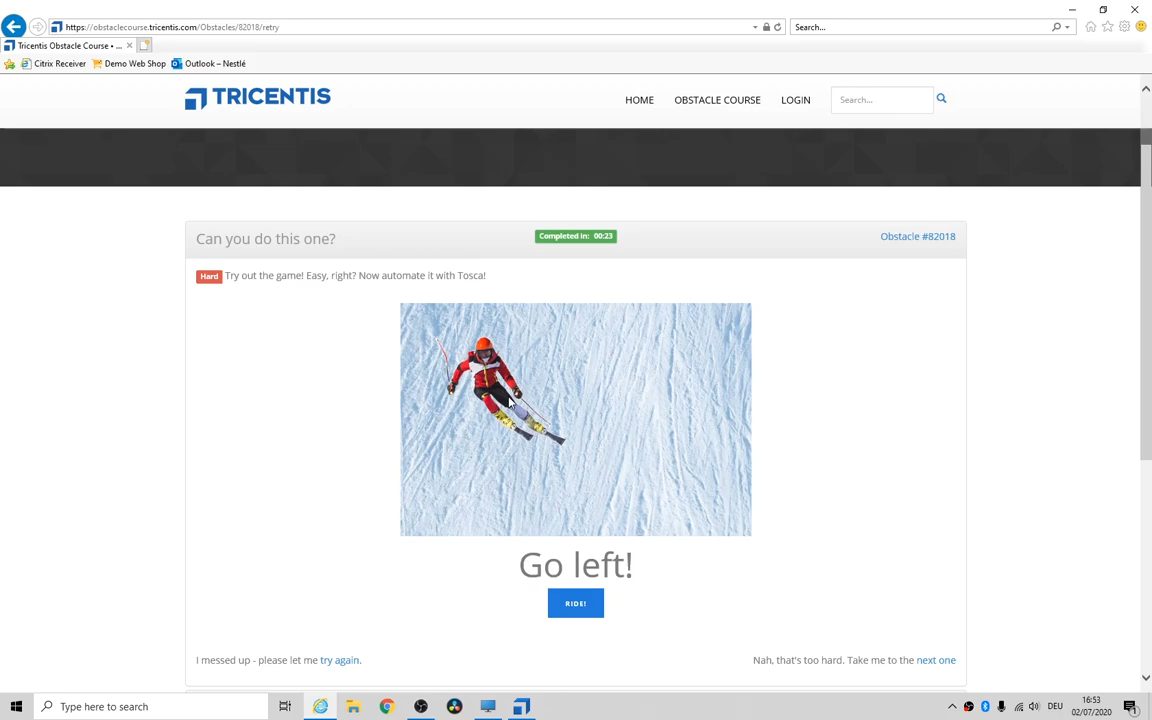 https://obstaclecourse.tricentis.com/Obstacles/82018/retry
Search...
Tricentis Obstacle Course • ...
Citrix Receiver
Demo Web Shop
Outlook – Nestlé
TRICENTIS
HOME
OBSTACLE COURSE
LOGIN
Search...
Can you do this one?
Completed in: 00:23
Obstacle #82018
Hard Try out the game! Easy, right? Now automate it with Tosca!
Go left!
RIDE!
I messed up - please let me try again.
Nah, that's too hard. Take me to the next one
Type here to search
DEU
16:53
02/07/2020
1